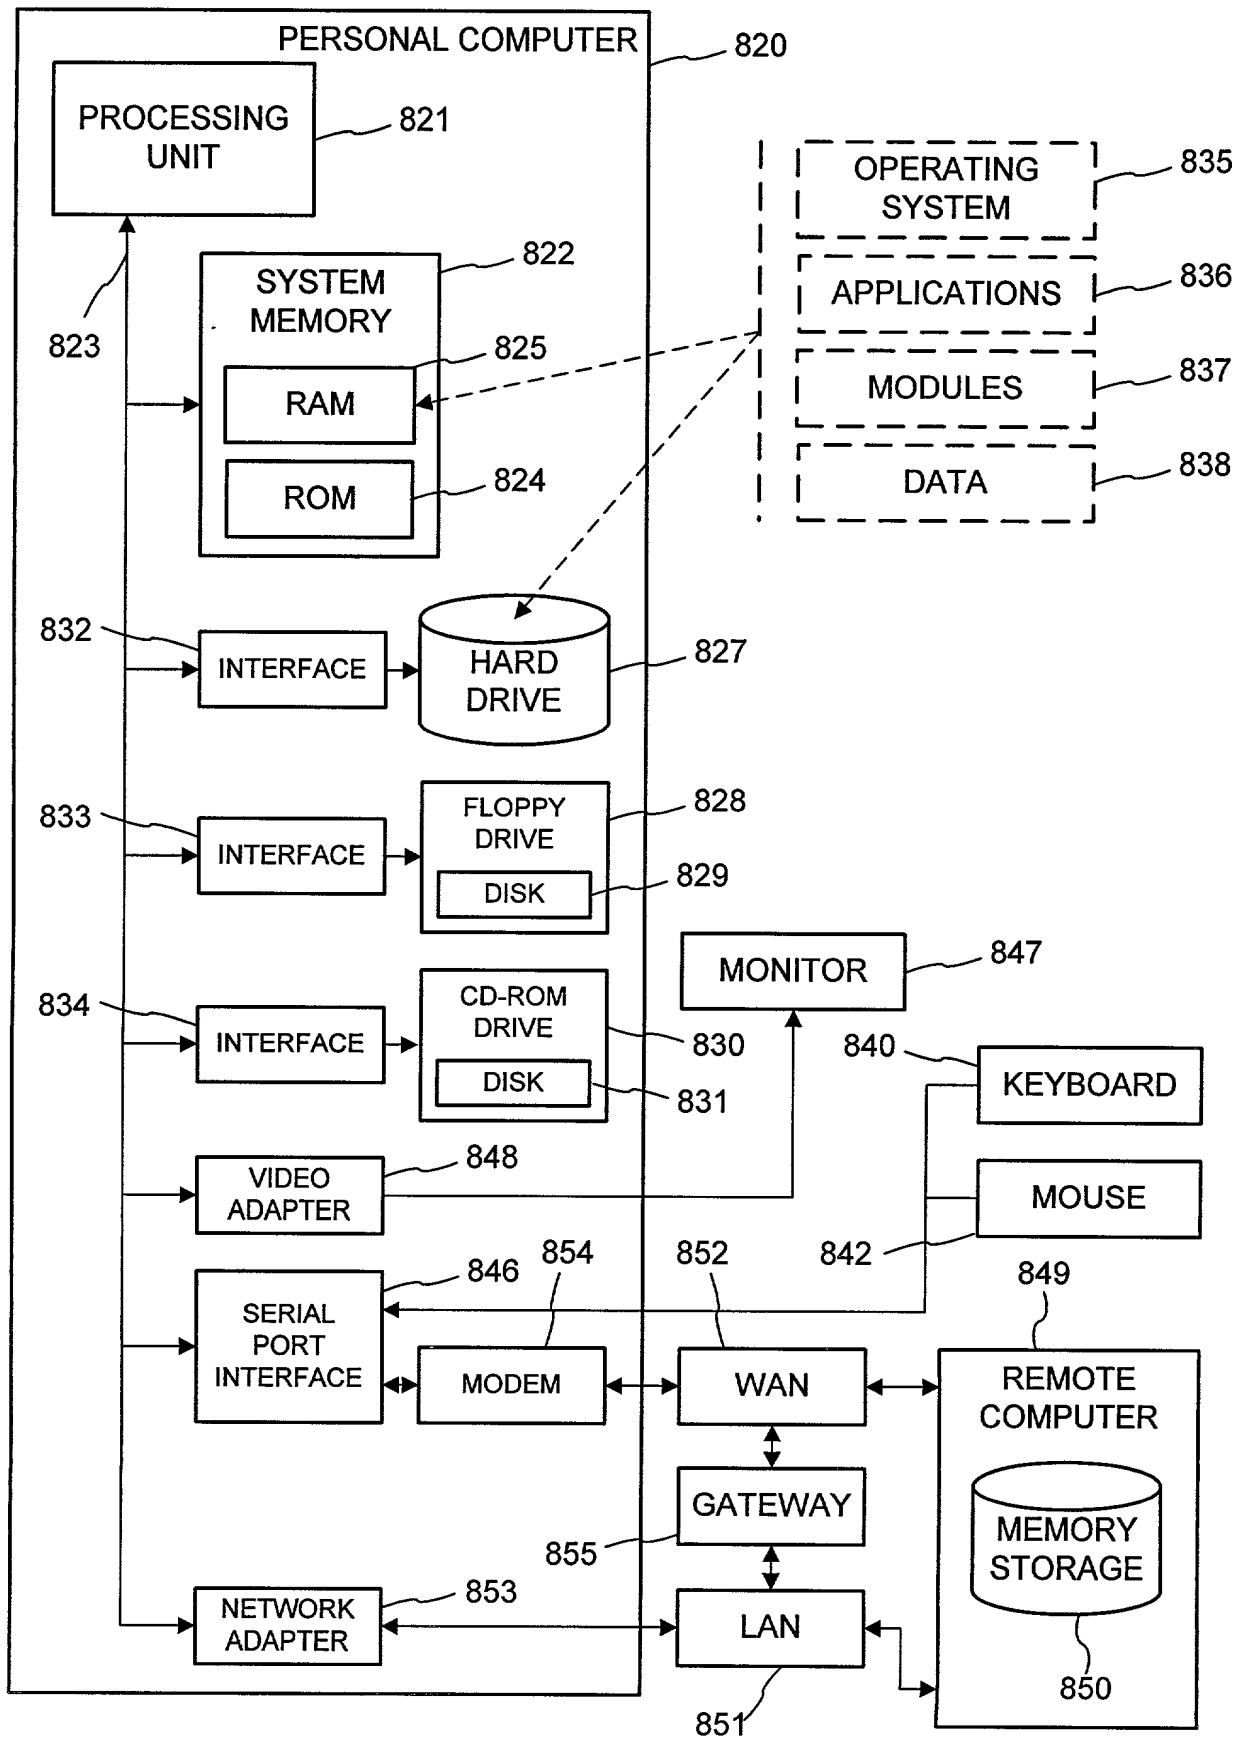 PERSONAL COMPUTER
820
PROCESSING
UNIT
821
823
SYSTEM
MEMORY
822
RAM
825
ROM
824
OPERATING
SYSTEM
835
APPLICATIONS
836
MODULES
837
DATA
838
832
INTERFACE
HARD
DRIVE
827
833
INTERFACE
FLOPPY
DRIVE
828
DISK
829
834
INTERFACE
CD-ROM
DRIVE
830
DISK
831
MONITOR
847
840
KEYBOARD
MOUSE
842
VIDEO
ADAPTER
848
SERIAL
PORT
INTERFACE
846
854
MODEM
852
WAN
849
REMOTE
COMPUTER
GATEWAY
855
MEMORY
STORAGE
850
NETWORK
ADAPTER
853
LAN
851